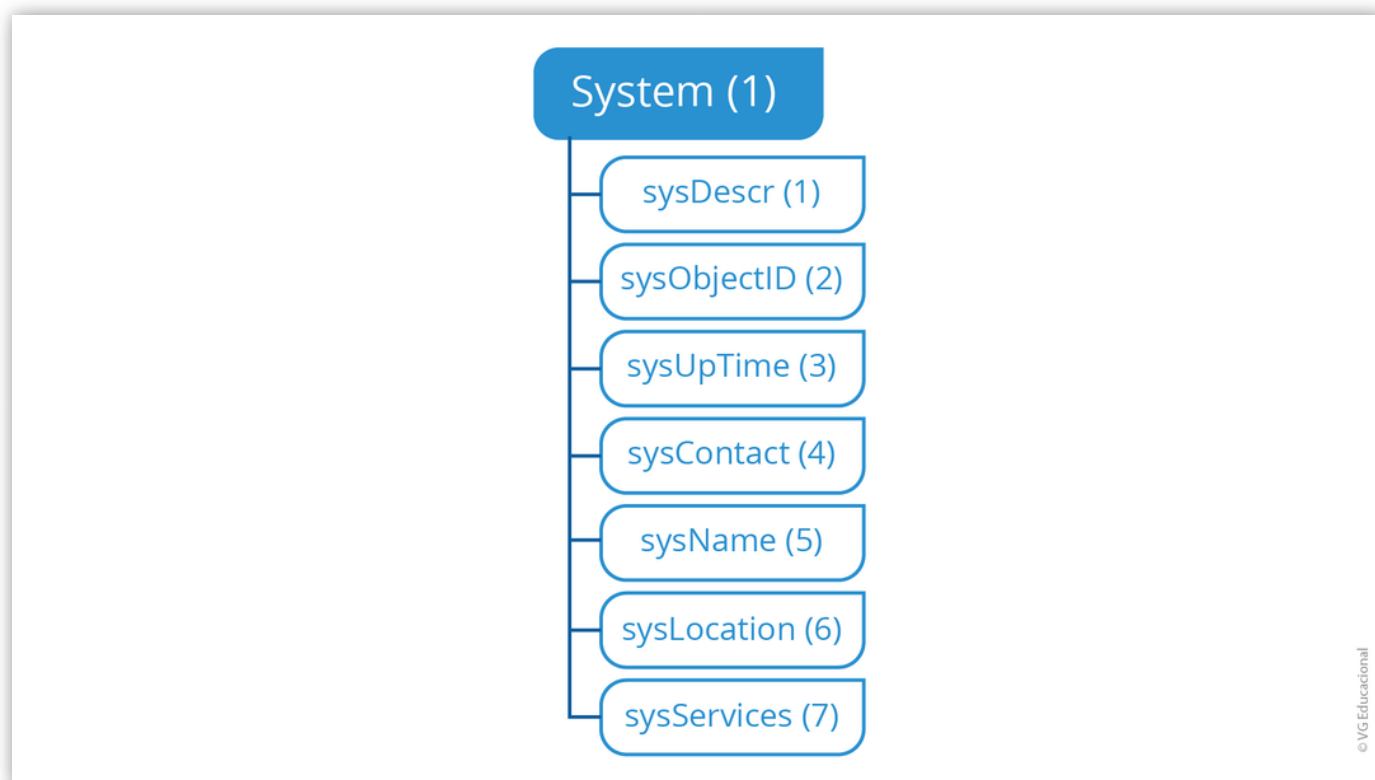 System (1)
sysDescr (1)
sysObjectID (2)
sysUpTime (3)
sysContact (4)
sysName (5)
sysLocation (6)
sysServices (7)
© VG Educacional